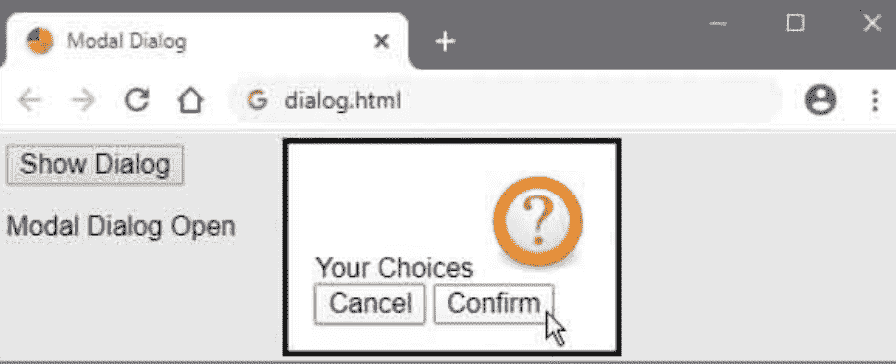 Modal Dialog
dialog.html
Show Dialog
Modal Dialog Open
?
Your Choices
Cancel Confirm